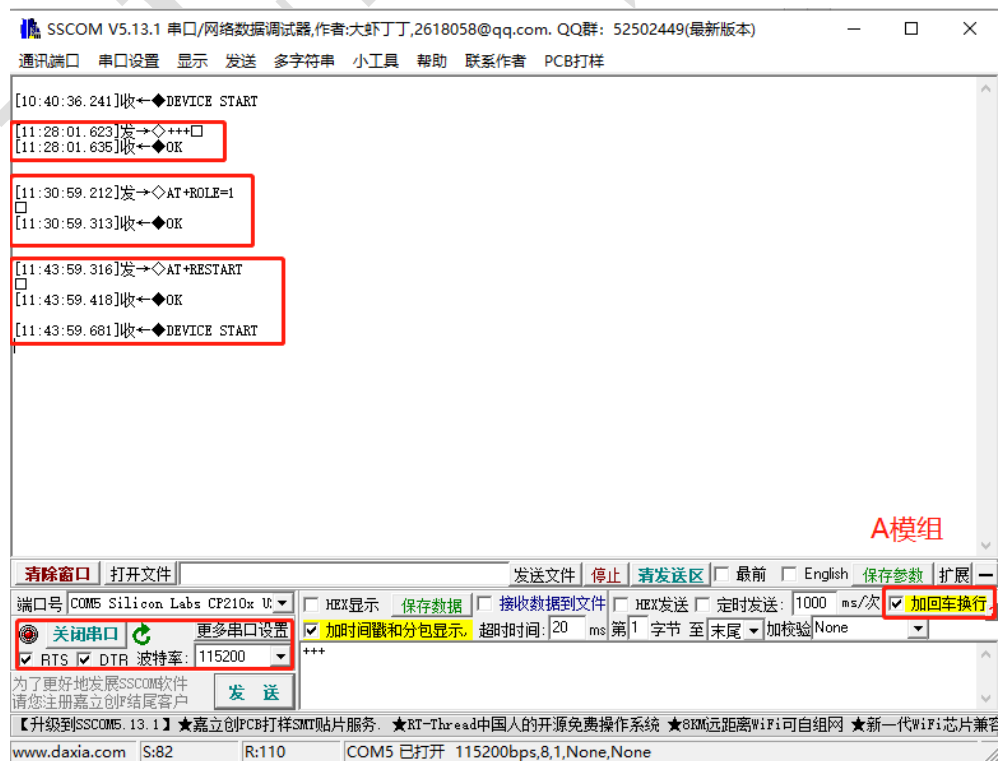 SSCOM V5.13.1 串口/网络数据调试器,作者:大虾丁丁,2618058@qq.com. QQ群: 52502449(最新版本)
通讯端口 串口设置 显示 发送 多字符串 小工具 帮助 联系作者 PCB打样
[10:40:36.241]收←◆DEVICE START
[11:28:01.623]发→◇+++□
[11:28:01.635]收←◆OK
[11:30:59.212]发→◇AT+ROLE=1
□
[11:30:59.313]收←◆OK
[11:43:59.316]发→◇AT+RESTART
□
[11:43:59.418]收←◆OK
[11:43:59.681]收←◆DEVICE START
A模组
清除窗口 打开文件 发送文件 停止 清发送区 最前 English 保存参数 扩展 —
端口号 COM5 Silicon Labs CP210x U HEX显示 保存数据 接收数据到文件 HEX发送 定时发送: 1000 ms/次 加回车换行
关闭串口 更多串口设置 加时间戳和分包显示, 超时时间: 20 ms 第1 字节 至 末尾 加校验 None
RTS DTR 波特率: 115200 +++
为了更好地发展SSCOM软件
请您注册嘉立创F结尾客户 发 送
【升级到SSCOM5.13.1】★嘉立创PCB打样SMT贴片服务. ★RT-Thread中国人的开源免费操作系统 ★8KM远距离WiFi可自组网 ★新一代WiFi芯片兼容
www.daxia.com S:82 R:110 COM5 已打开 115200bps,8,1,None,None